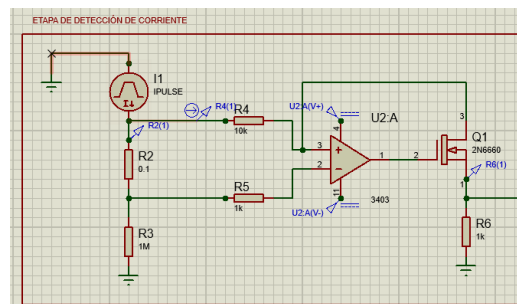 ETAPA DE DETECCIÓN DE CORRIENTE
I1
IPULSE
R4(1)
R4
10k
R2(1)
R2
0.1
R5
1k
R3
1M
U2:A(V+)
U2:A
4
3
2
1
11
3403
U2:A(V-)
3
Q1
2N6660
2
R6(1)
1
R6
1k